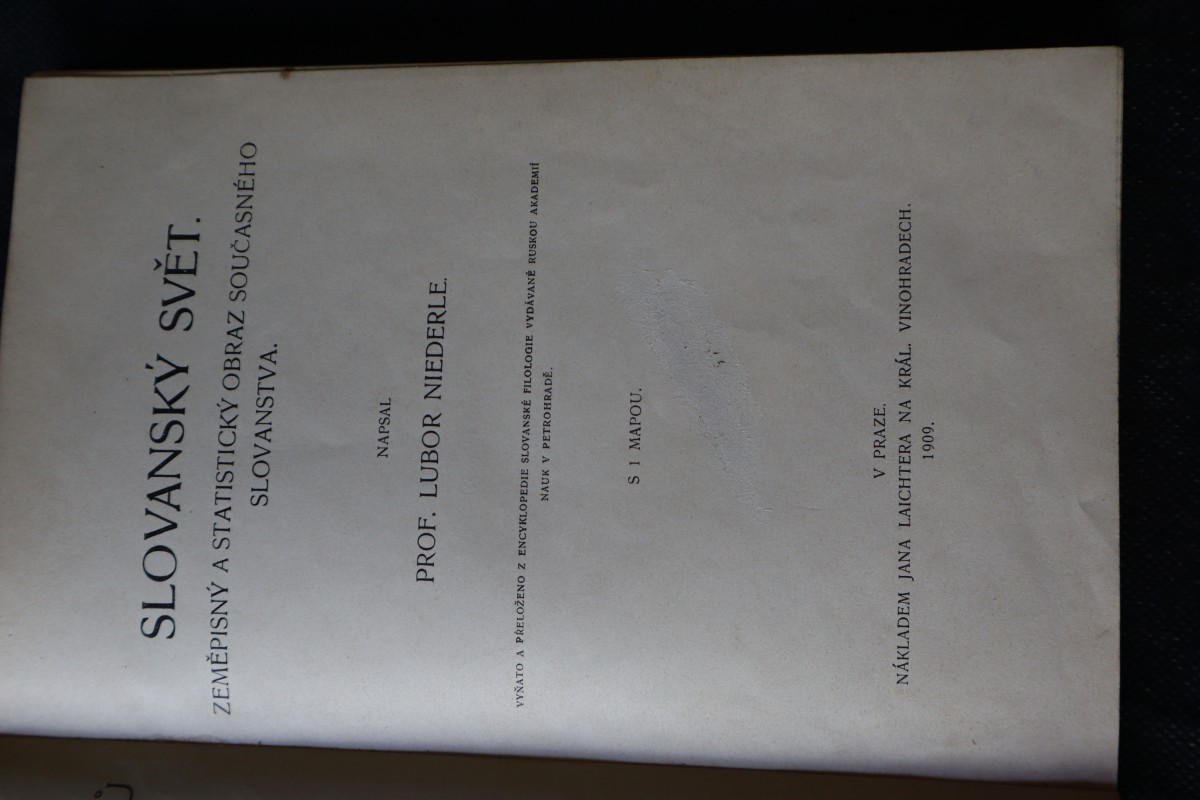 SLOVANSKÝ SVĚT.
ZEMĚPISNÝ A STATISTICKÝ OBRAZ SOUČASNÉHO
SLOVANSTVA.
NAPSAL
PROF. LUBOR NIEDERLE.
VYŇATO A PŘELOŽENO Z ENCYKLOPEDIE SLOVANSKÉ FILOLOGIE VYDÁVANÉ RUSKOU AKADEMIÍ
NAUK V PETROHRADĚ.
S 1 MAPOU.
V PRAZE.
NÁKLADEM JANA LAICHTERA NA KRÁL. VINOHRADECH.
1909.